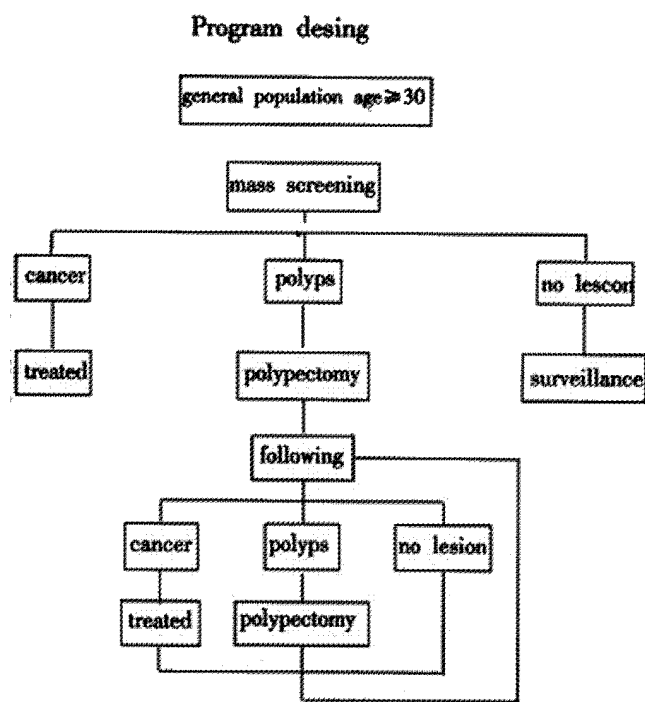 Program desing
general population age≥30
mass screening
cancer
polyps
no lescon
treated
polypectomy
surveillance
following
cancer
polyps
no lesion
treated
polypectomy